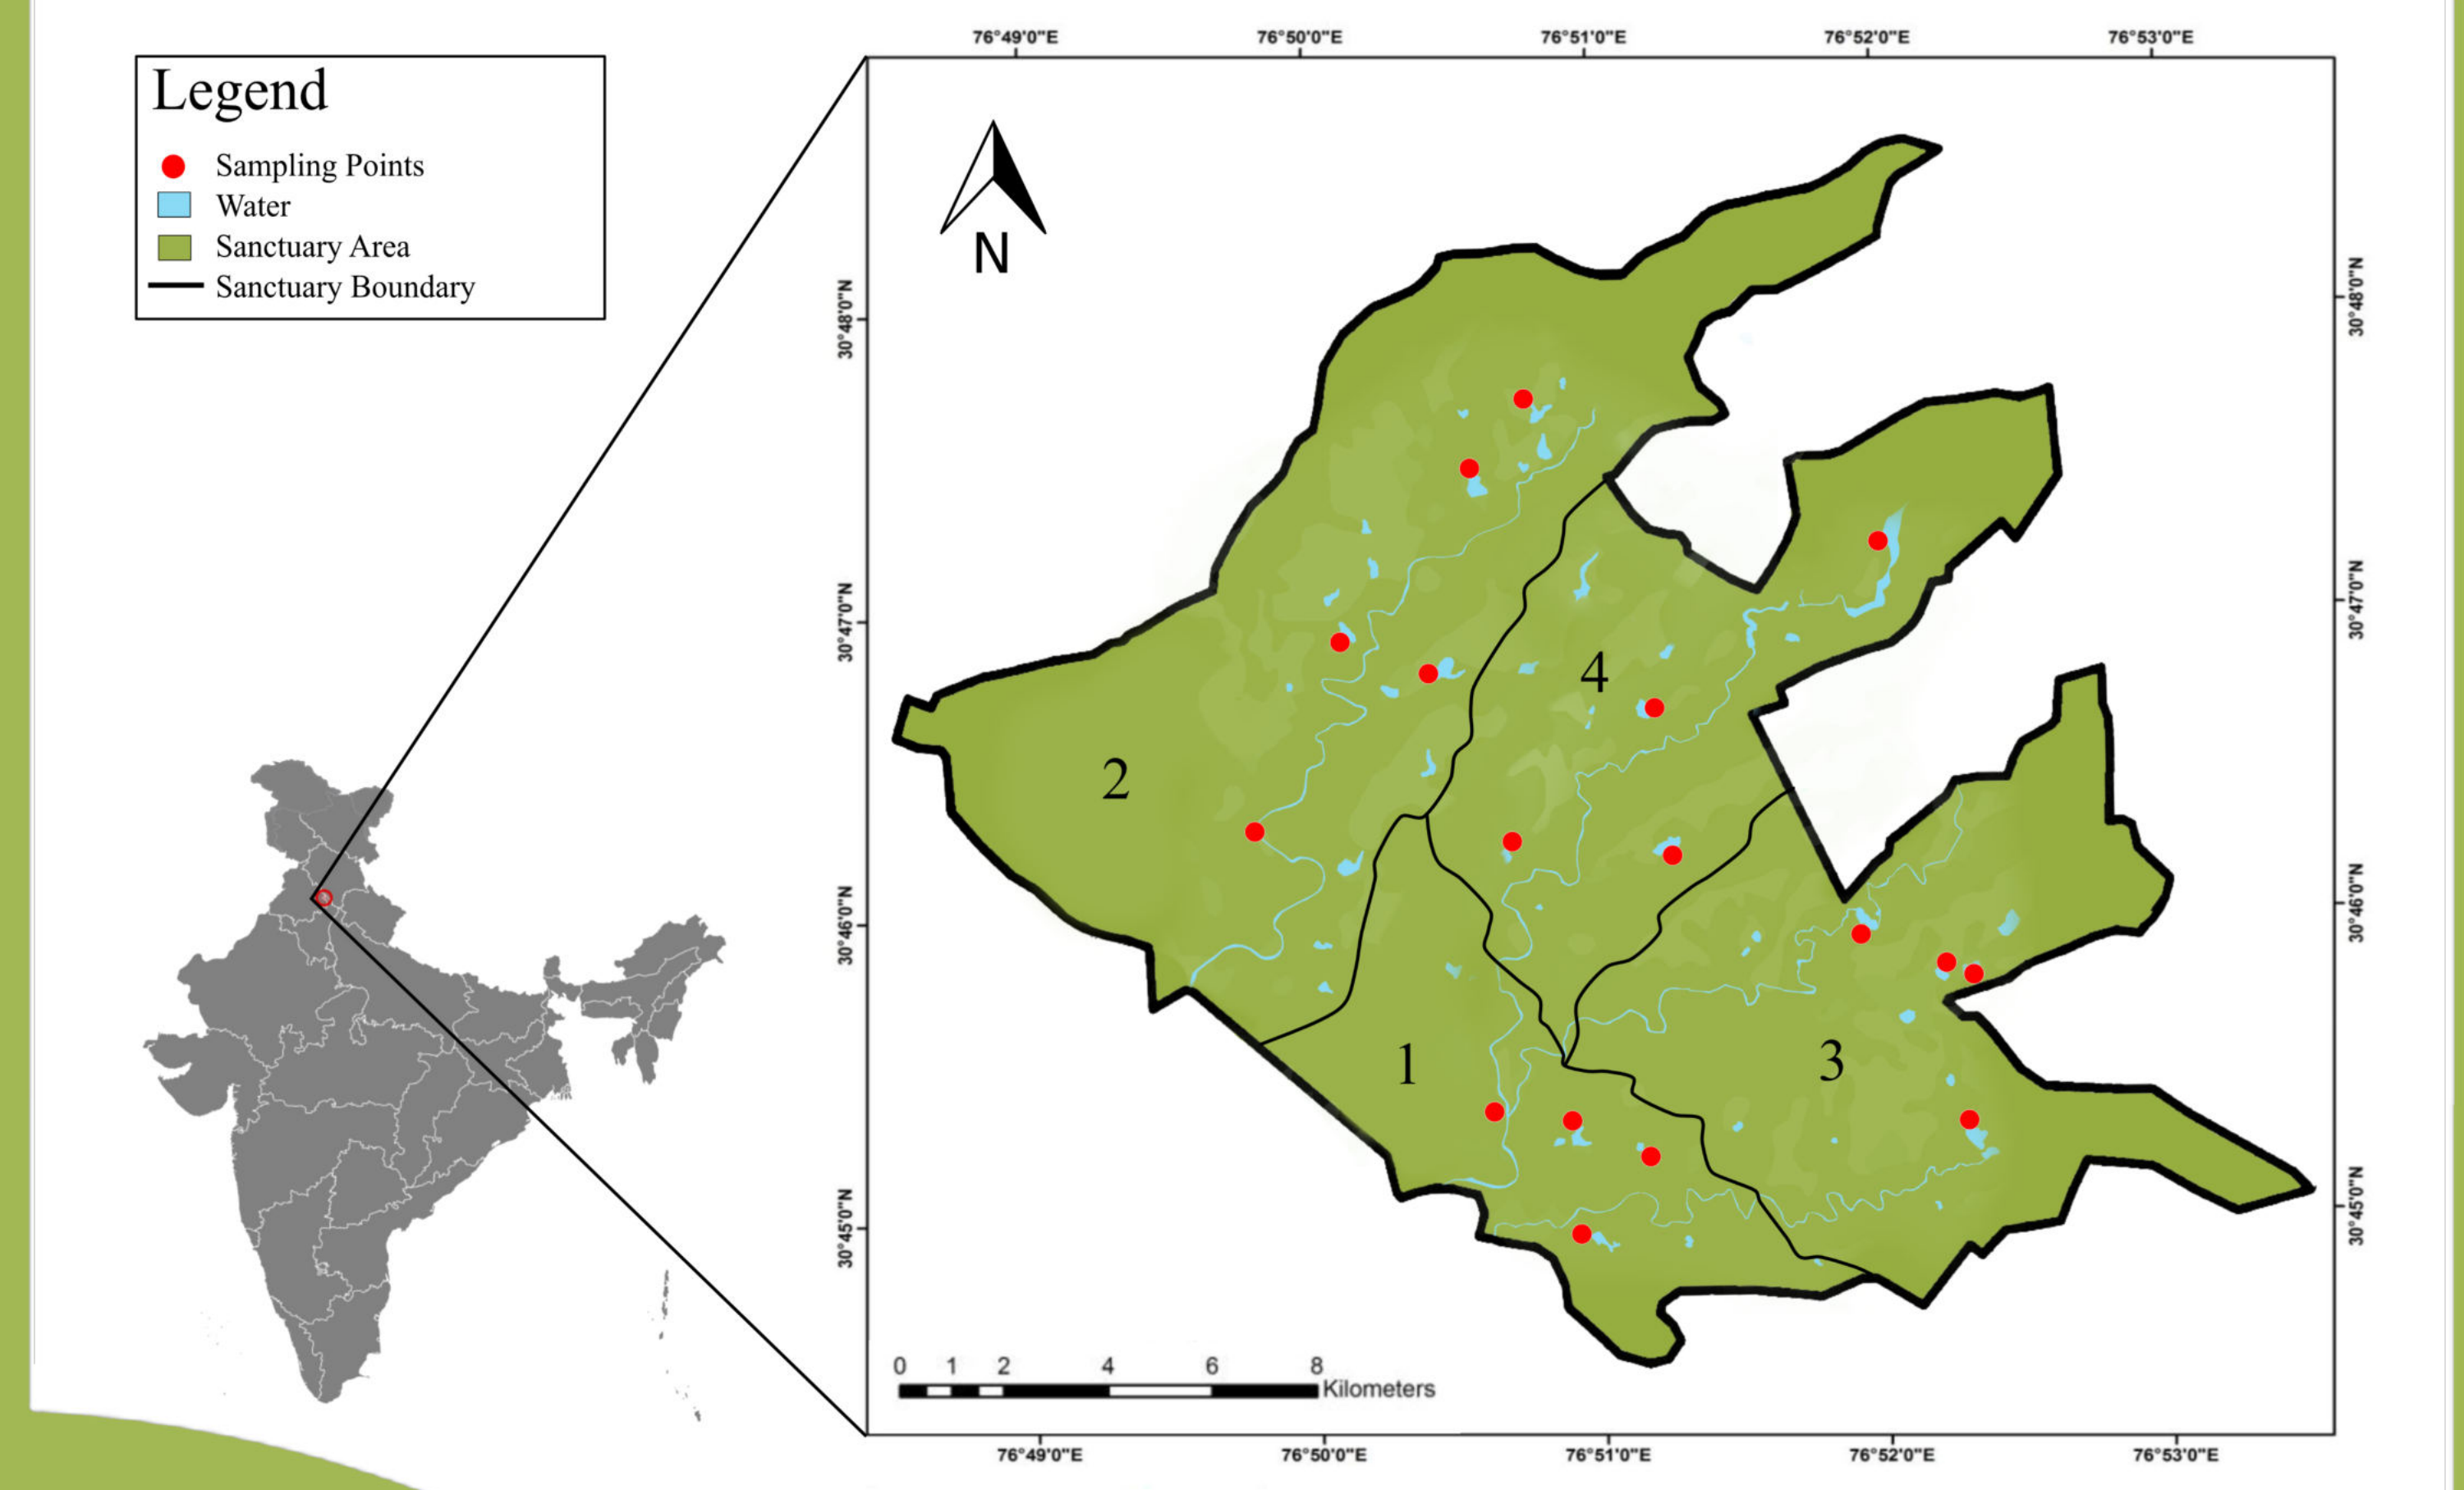 Legend
Sampling Points
Water
Sanctuary Area
Sanctuary Boundary
76°49'0"E 76°50'0"E 76°51'0"E 76°52'0"E 76°53'0"E
N
30°48'0"N 30°48'0"N
30°47'0"N 30°47'0"N
4
2
30°46'0"N 30°46'0"N
1
3
30°45'0"N 30°45'0"N
0 1 2 4 6 8
Kilometers
76°49'0"E 76°50'0"E 76°51'0"E 76°52'0"E 76°53'0"E